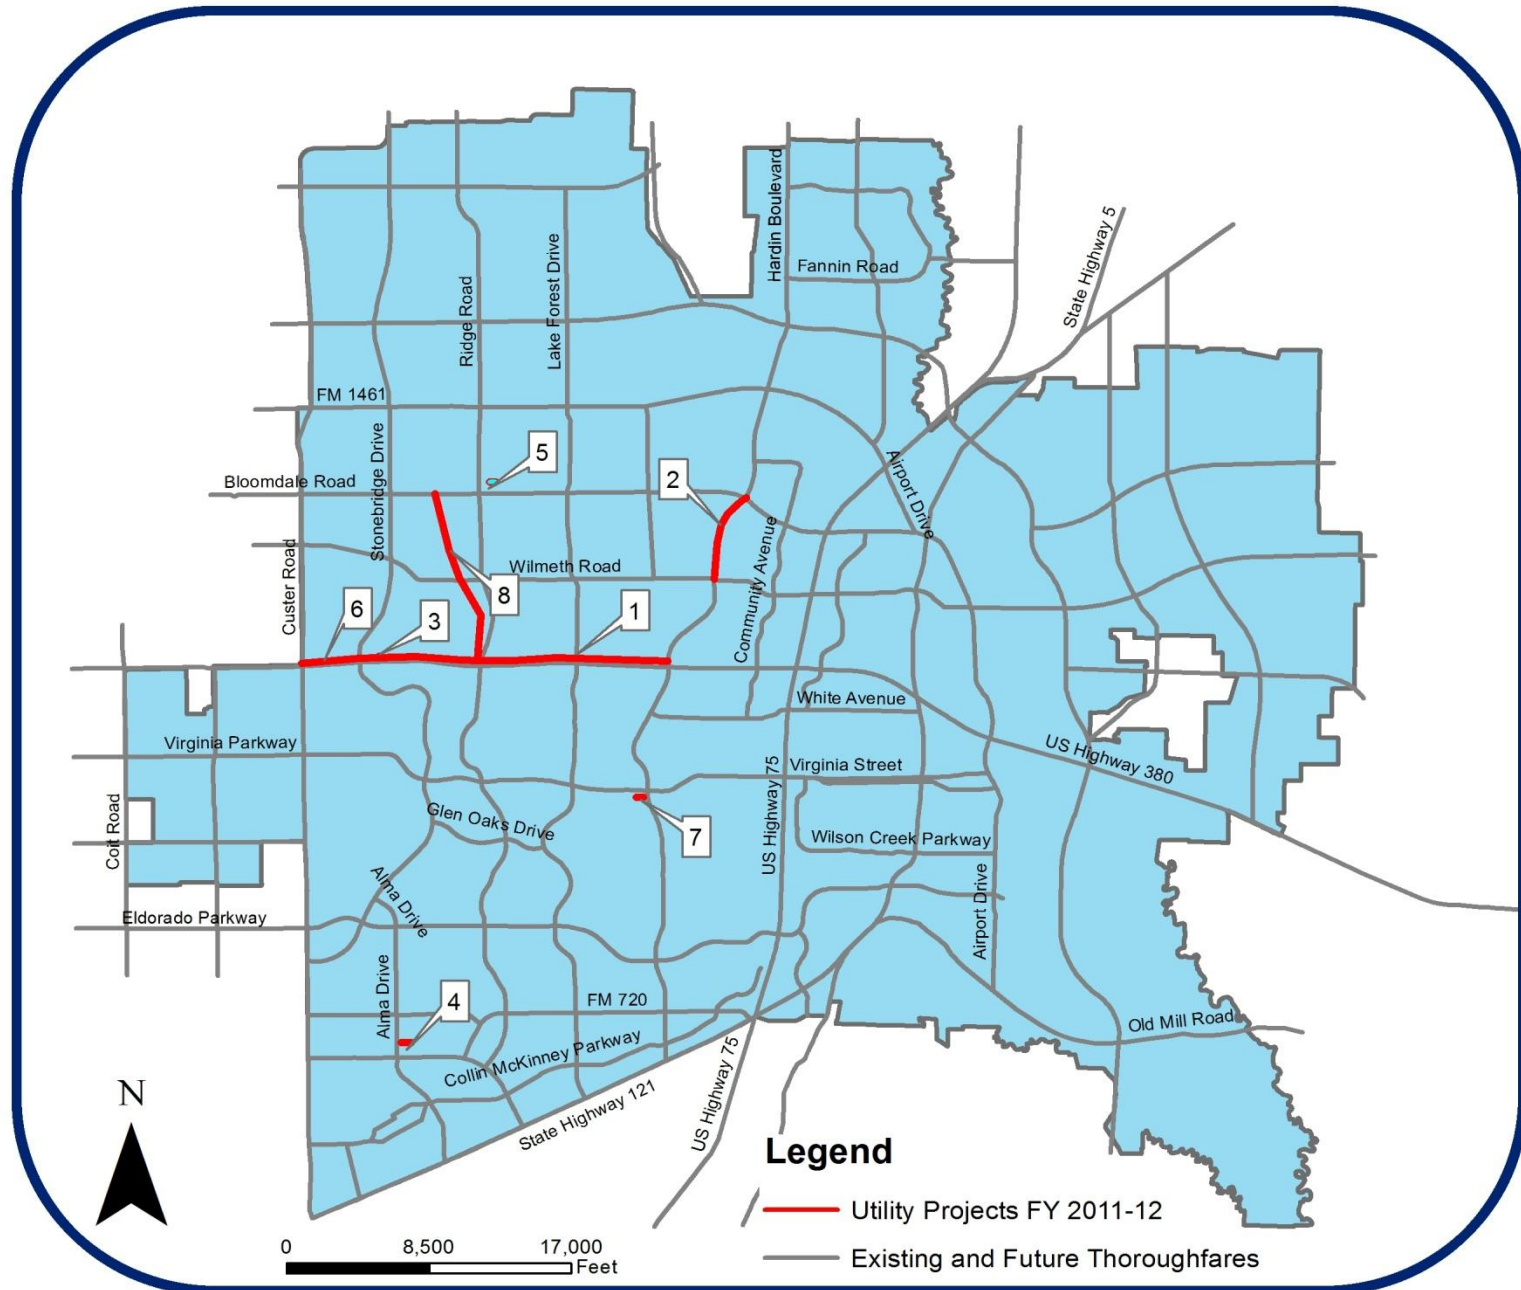 Hardin Boulevard
State Highway 5
Fannin Road
Ridge Road
Lake Forest Drive
FM 1461
Stonebridge Drive
5
2
Airport Drive
Bloomdale Road
Custer Road
Wilmeth Road
Community Avenue
8
6
3
1
White Avenue
Virginia Parkway
US Highway 380
Virginia Street
US Highway 75
Coit Road
Glen Oaks Drive
7
Wilson Creek Parkway
Alma Drive
Eldorado Parkway
Airport Drive
Alma Drive
4
FM 720
Old Mill Road
Collin McKinney Parkway
State Highway 121
US Highway 75
N
Legend
Utility Projects FY 2011-12
Existing and Future Thoroughfares
0 8,500 17,000
Feet